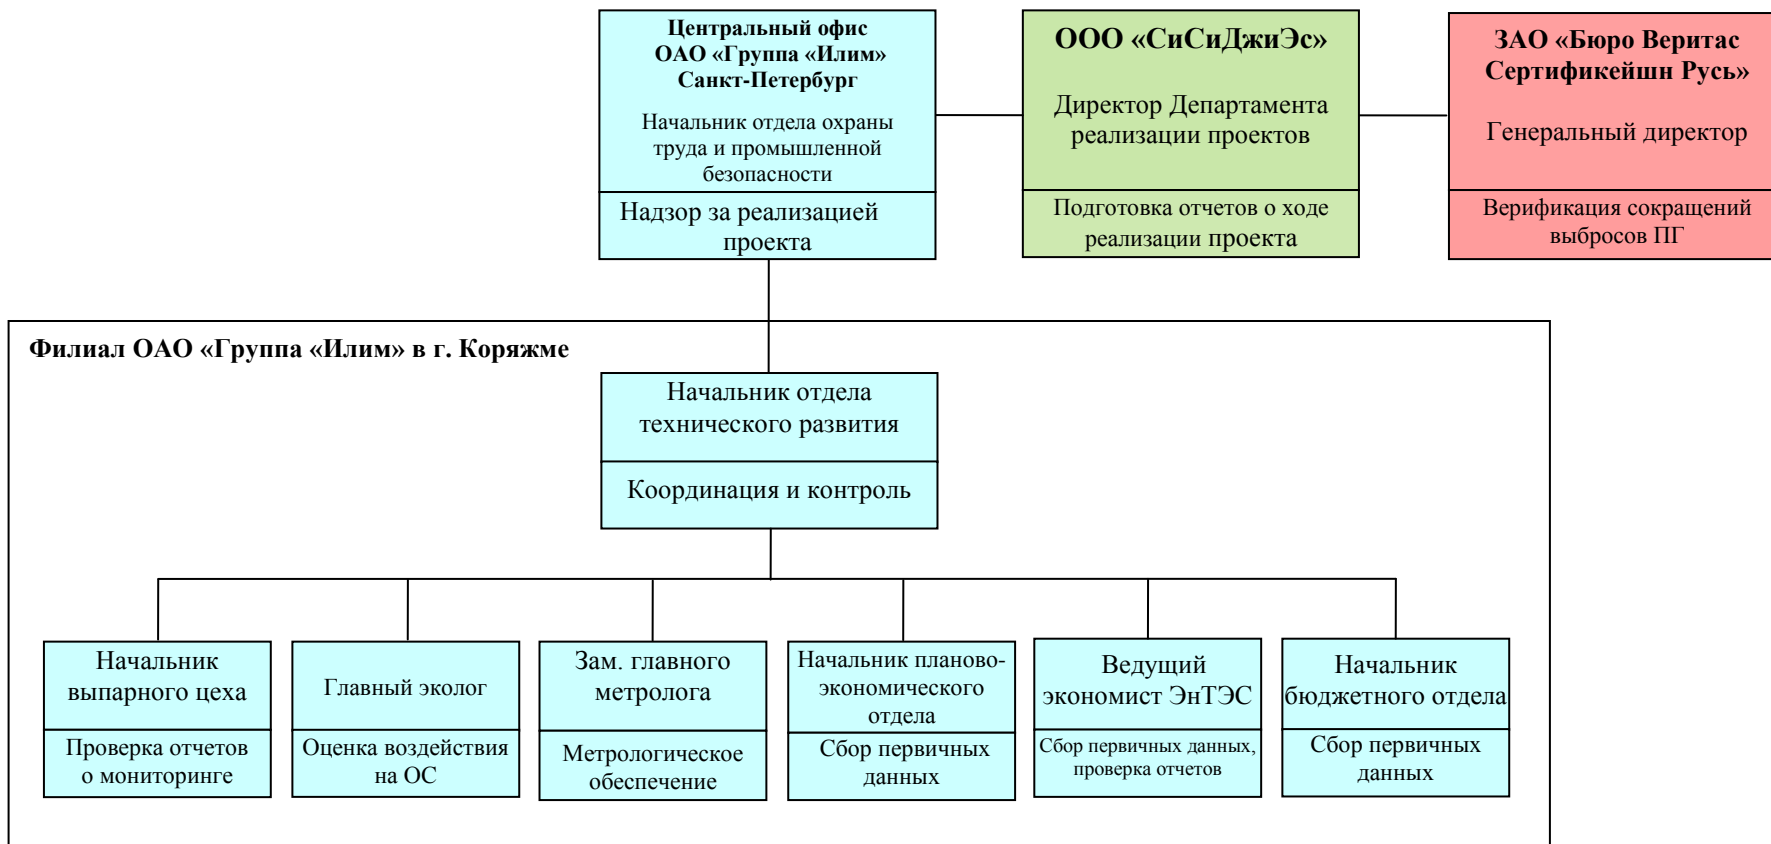 Центральный офис
ОАО «Группа «Илим»
Санкт-Петербург
Начальник отдела охраны
труда и промышленной
безопасности
Надзор за реализацией
проекта
ООО «СиСиДжиЭс»
Директор Департамента
реализации проектов
Подготовка отчетов о ходе
реализации проекта
ЗАО «Бюро Веритас
Сертификейшн Русь»
Генеральный директор
Верификация сокращений
выбросов ПГ
Филиал ОАО «Группа «Илим» в г. Коряжме
Начальник отдела
технического развития
Координация и контроль
Начальник
выпарного цеха
Проверка отчетов
о мониторинге
Главный эколог
Оценка воздействия
на ОС
Зам. главного
метролога
Метрологическое
обеспечение
Начальник планово-
экономического
отдела
Сбор первичных
данных
Ведущий
экономист ЭнТЭС
Сбор первичных данных,
проверка отчетов
Начальник
бюджетного отдела
Сбор первичных
данных